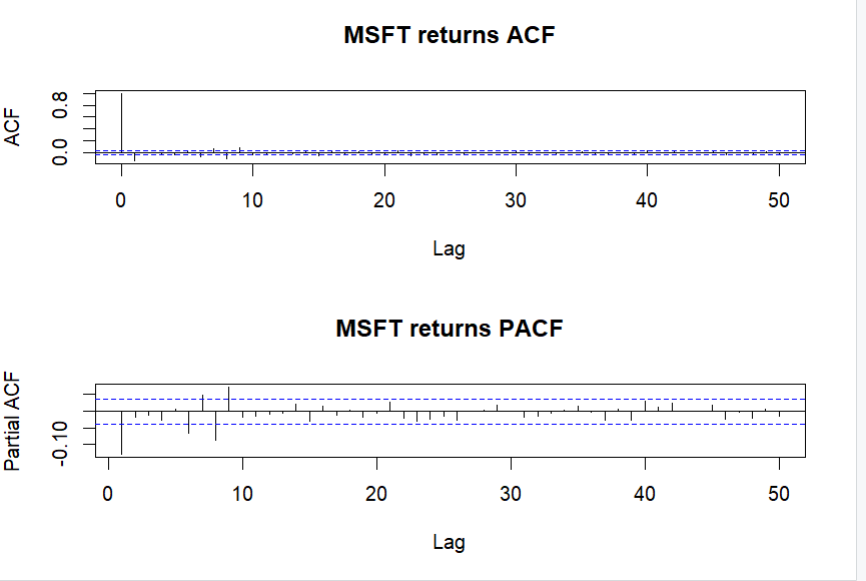 MSFT returns ACF
ACF
0.8
0.0
0 10 20 30 40 50
Lag
MSFT returns PACF
Partial ACF
-0.10
0 10 20 30 40 50
Lag